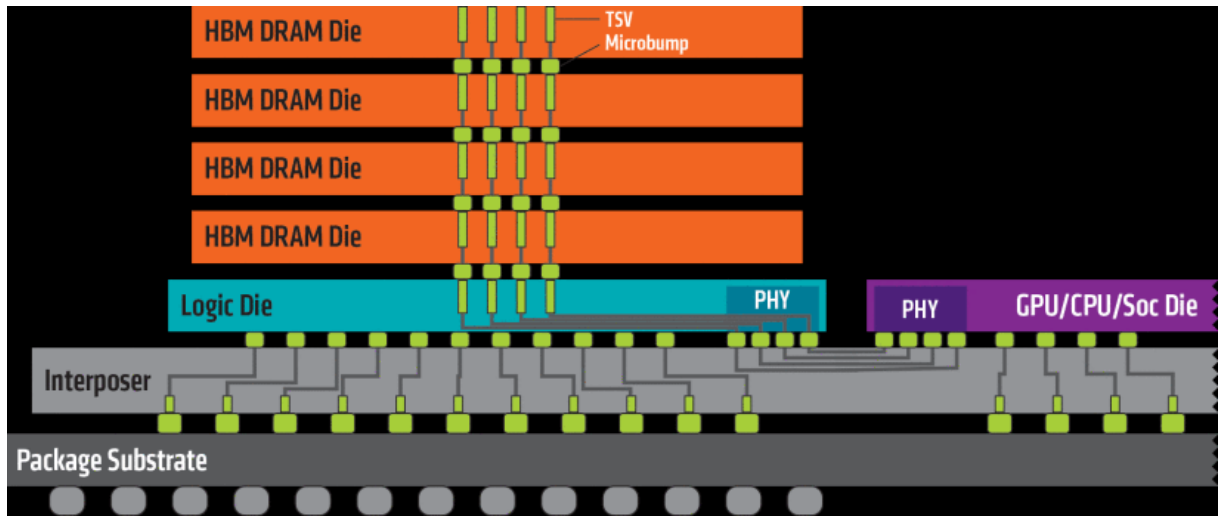 HBM DRAM Die
TSV
Microbump
HBM DRAM Die
HBM DRAM Die
HBM DRAM Die
Logic Die
PHY
PHY
GPU/CPU/Soc Die
Interposer
Package Substrate